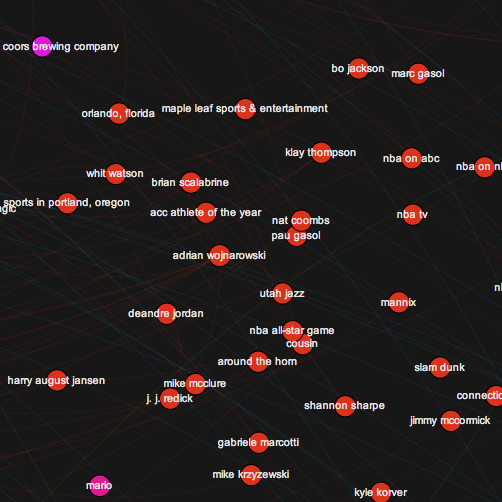 coors brewing company
bo jackson
marc gasol
orlando, florida
maple leaf sports & entertainment
klay thompson
nba on abc
nba on n
whit watson
brian scalabrine
sports in portland, oregon
gic
acc athlete of the year
nat coombs
nba tv
pau gasol
adrian wojnarowski
utah jazz
n
mannix
deandre jordan
nba all-star game
cousin
around the horn
slam dunk
harry august jansen
mike mcclure
connectic
j. j. redick
shannon sharpe
jimmy mccormick
gabriele marcotti
mike krzyzewski
mario
kyle korver